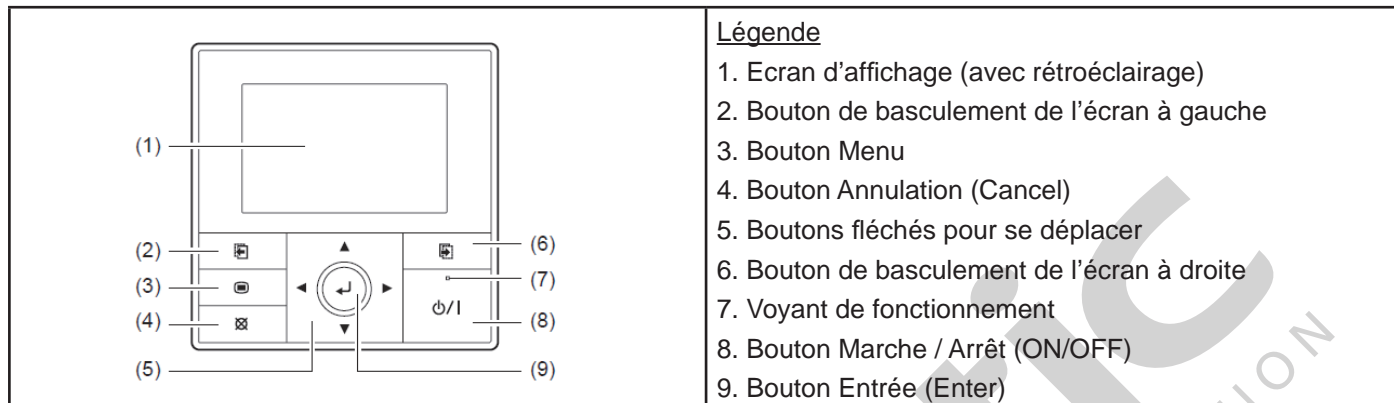 (1)
(2)
(3)
(4)
(5)
(6)
(7)
(8)
(9)
Légende
1. Ecran d'affichage (avec rétroéclairage)
2. Bouton de basculement de l'écran à gauche
3. Bouton Menu
4. Bouton Annulation (Cancel)
5. Boutons fléchés pour se déplacer
6. Bouton de basculement de l'écran à droite
7. Voyant de fonctionnement
8. Bouton Marche / Arrêt (ON/OFF)
9. Bouton Entrée (Enter)